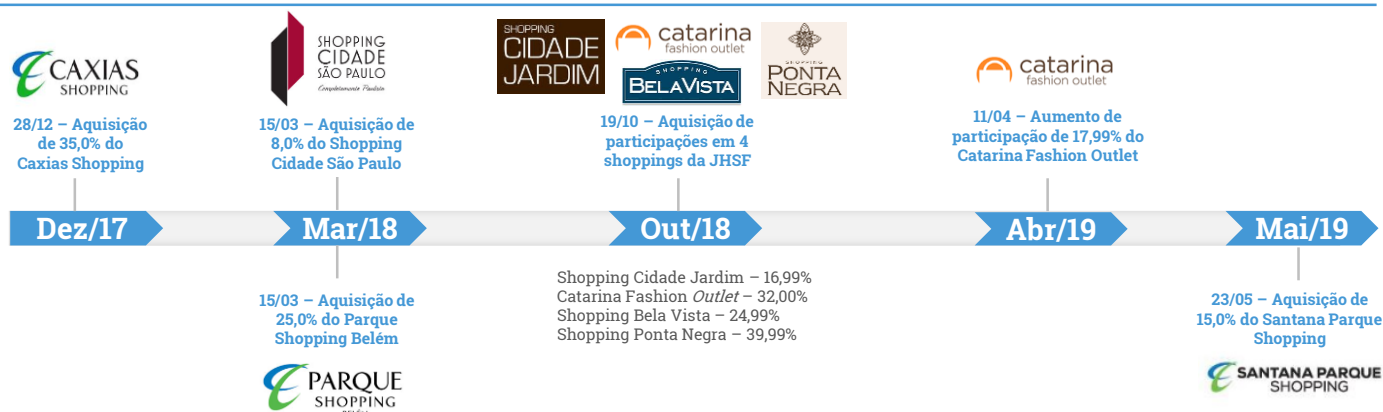 CAXIAS
SHOPPING
28/12 – Aquisição
de 35,0% do
Caxias Shopping
SHOPPING
CIDADE
SÃO PAULO
Completamente Paulista
15/03 – Aquisição de
8,0% do Shopping
Cidade São Paulo
SHOPPING
CIDADE
JARDIM
catarina
fashion outlet
SHOPPING
BELAVISTA
SHOPPING
PONTA
NEGRA
19/10 – Aquisição de
participações em 4
shoppings da JHSF
catarina
fashion outlet
11/04 – Aumento de
participação de 17,99% do
Catarina Fashion Outlet
Dez/17
Mar/18
Out/18
Abr/19
Mai/19
15/03 – Aquisição de
25,0% do Parque
Shopping Belém
PARQUE
SHOPPING
BELÉM
Shopping Cidade Jardim – 16,99%
Catarina Fashion Outlet – 32,00%
Shopping Bela Vista – 24,99%
Shopping Ponta Negra – 39,99%
23/05 – Aquisição de
15,0% do Santana Parque
Shopping
SANTANA PARQUE
SHOPPING